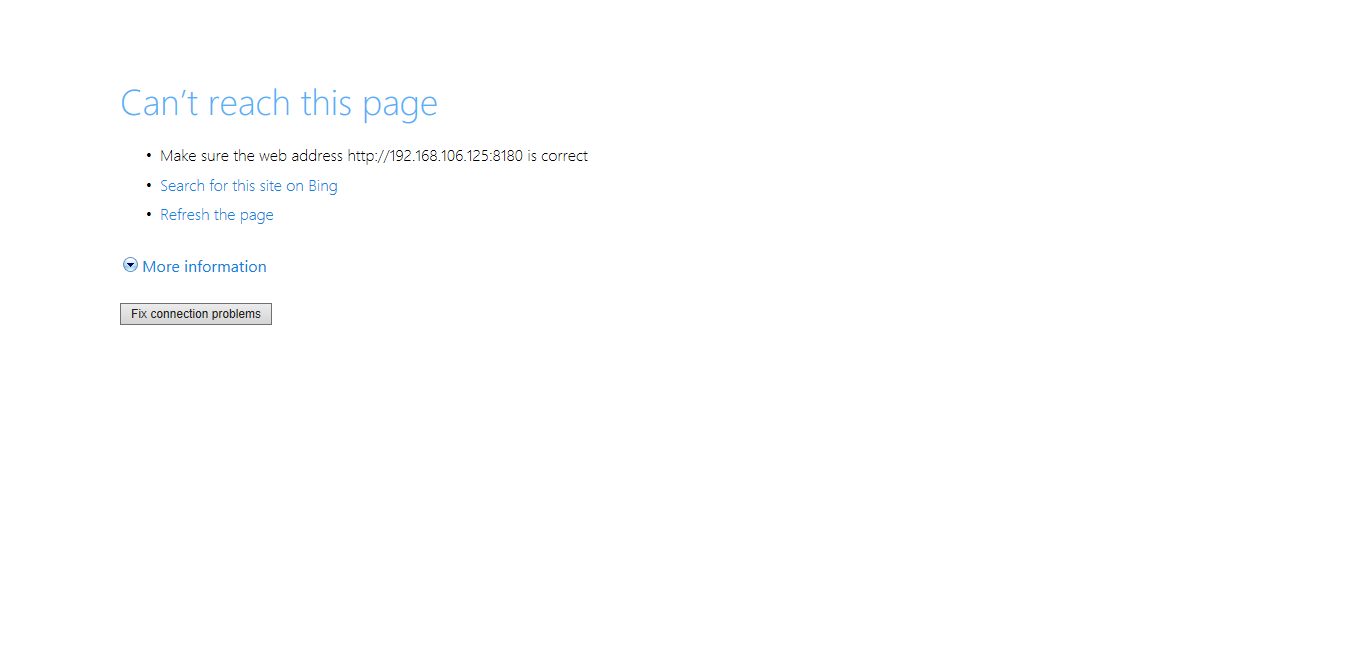 Can't reach this page
• Make sure the web address http://192.168.106.125:8180 is correct
• Search for this site on Bing
• Refresh the page
More information
Fix connection problems